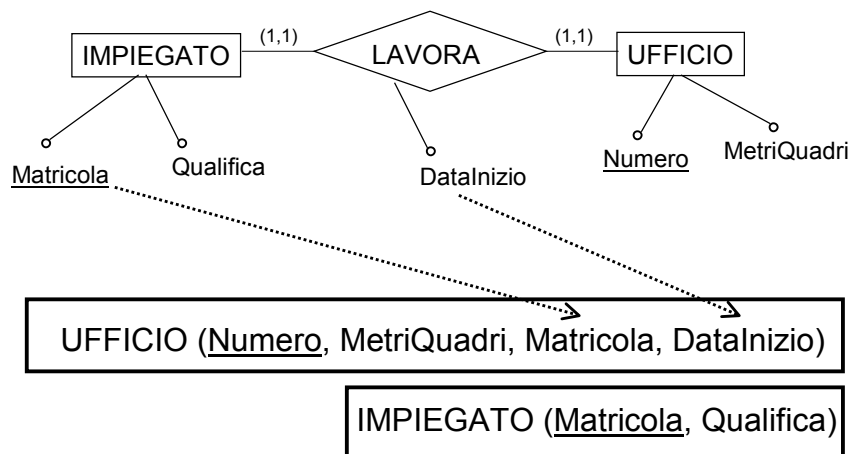 (1,1) (1,1)
IMPIEGATO LAVORA UFFICIO
Matricola Qualifica DataInizio Numero MetriQuadri
UFFICIO (Numero, MetriQuadri, Matricola, DataInizio)
IMPIEGATO (Matricola, Qualifica)